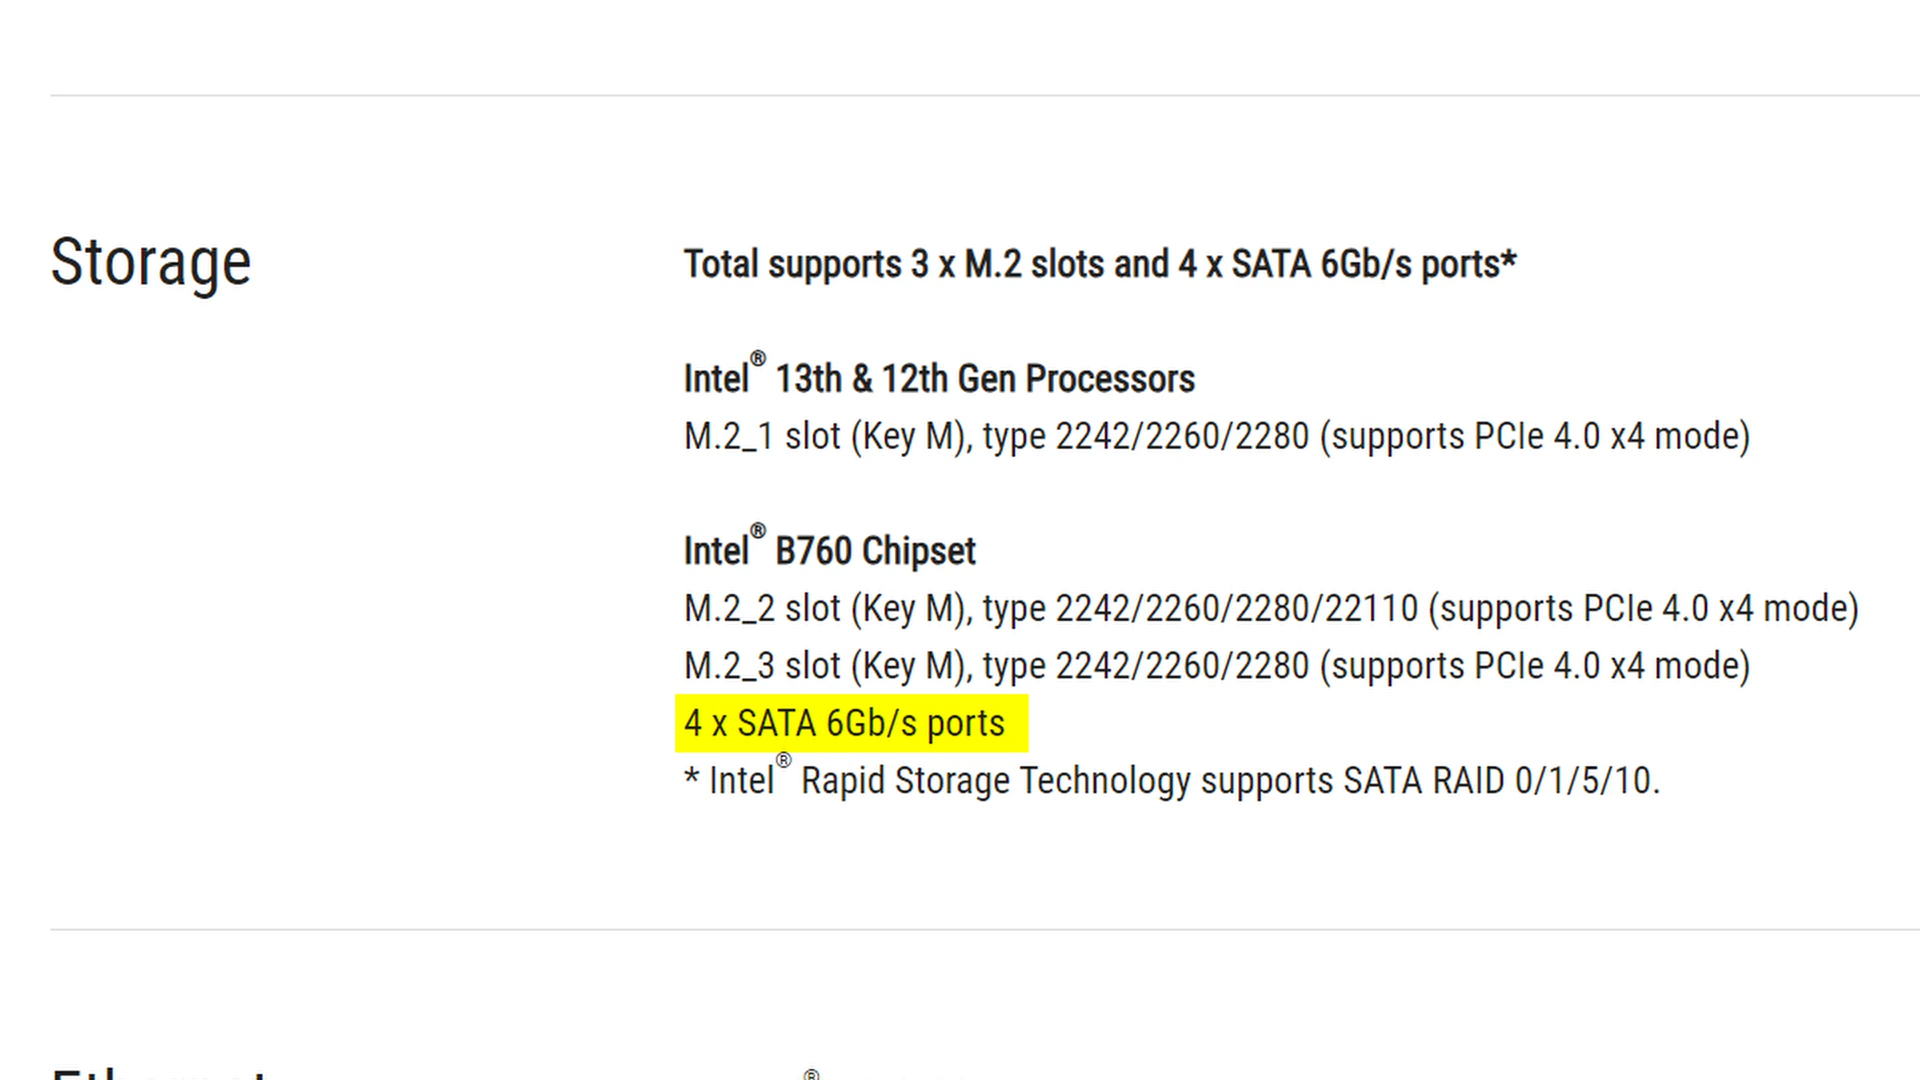 Storage
Total supports 3 x M.2 slots and 4 x SATA 6Gb/s ports*
Intel® 13th & 12th Gen Processors
M.2_1 slot (Key M), type 2242/2260/2280 (supports PCIe 4.0 x4 mode)
Intel® B760 Chipset
M.2_2 slot (Key M), type 2242/2260/2280/22110 (supports PCIe 4.0 x4 mode)
M.2_3 slot (Key M), type 2242/2260/2280 (supports PCIe 4.0 x4 mode)
4 x SATA 6Gb/s ports
* Intel® Rapid Storage Technology supports SATA RAID 0/1/5/10.